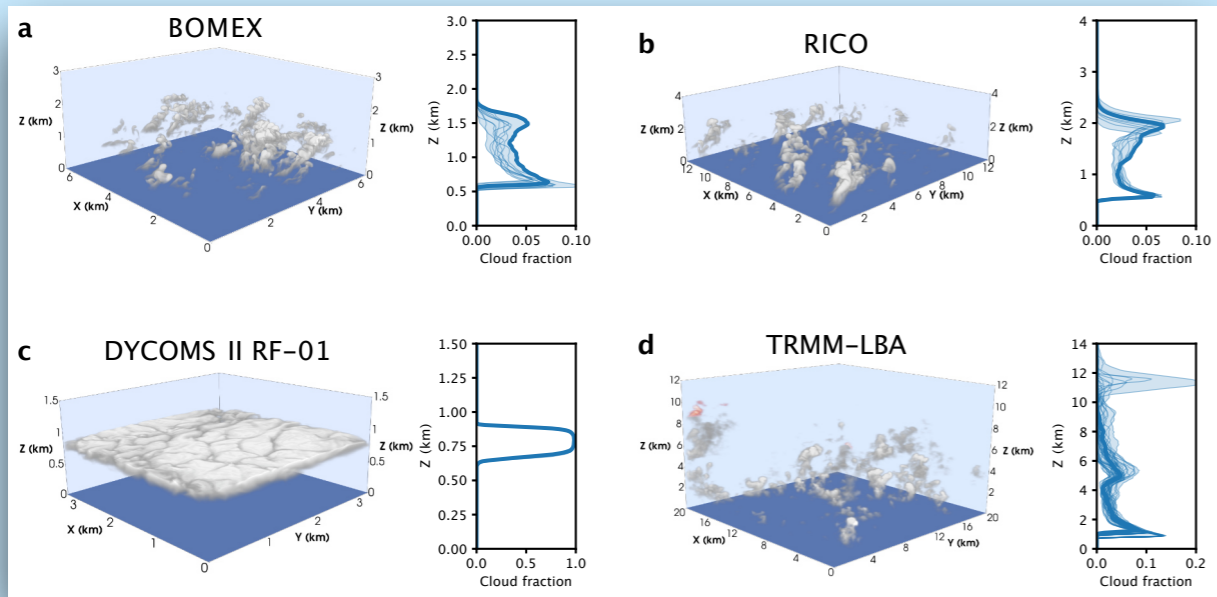 a
BOMEX
3
2
1
0
Z (km)
6
4
2
0
X (km)
2
4
6
Y (km)
3
2
1
0
Z (km)
3.0
2.5
2.0
1.5
1.0
0.5
0.0
Z (km)
0.00 0.05 0.10
Cloud fraction
b
RICO
4
2
0
Z (km)
12
10
8
6
4
2
0
X (km)
2
4
6
8
10
12
Y (km)
4
2
0
Z (km)
4
3
2
1
0
Z (km)
0.00 0.05 0.10
Cloud fraction
c
DYCOMS II RF-01
1.5
1
0.5
0
Z (km)
3
2
1
0
X (km)
1
2
3
Y (km)
1.5
1
0.5
0
Z (km)
1.50
1.25
1.00
0.75
0.50
0.25
0.00
Z (km)
0.0 0.5 1.0
Cloud fraction
d
TRMM-LBA
12
10
8
6
4
2
Z (km)
20
16
12
8
4
0
X (km)
4
8
12
16
20
Y (km)
12
10
8
6
4
2
Z (km)
14
12
10
8
6
4
2
0
Z (km)
0.0 0.1 0.2
Cloud fraction